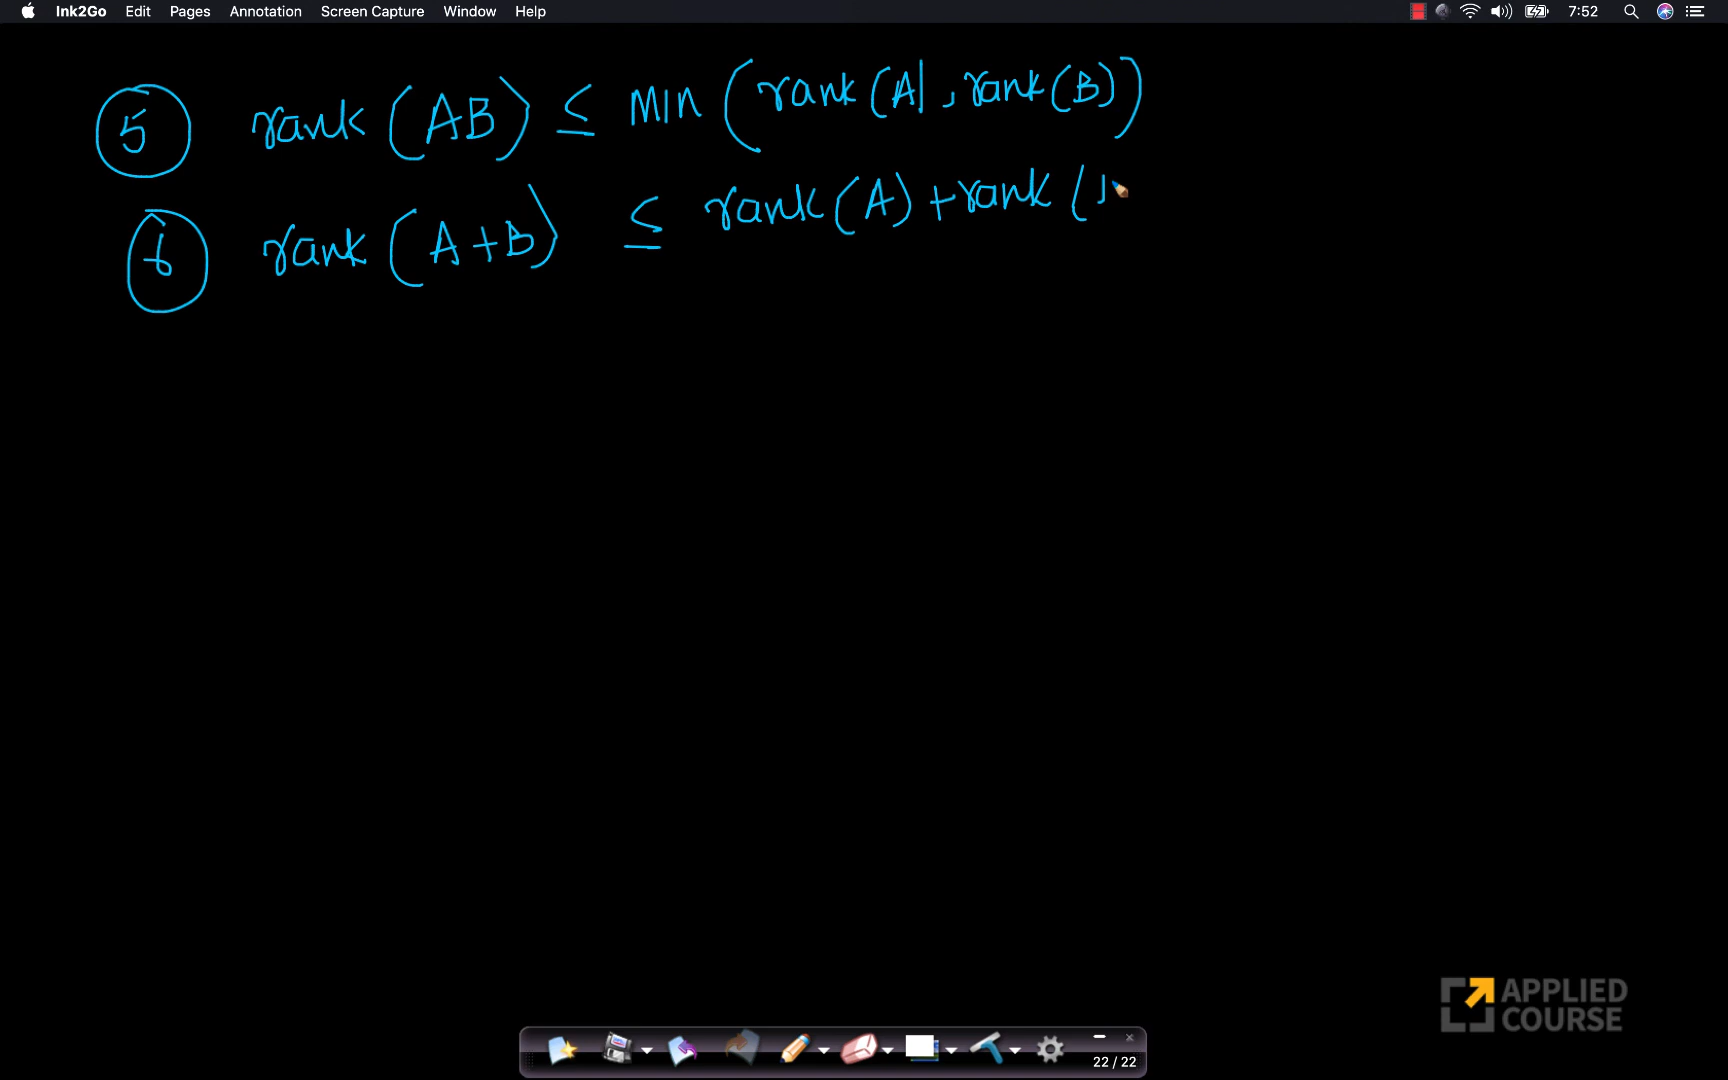 Ink2Go Edit Pages Annotation Screen Capture Window Help 7:52
5 rank (AB) ≤ Min (rank (A), rank (B))
6 rank (A+B) ≤ rank (A) + rank (
22 / 22
APPLIED
COURSE